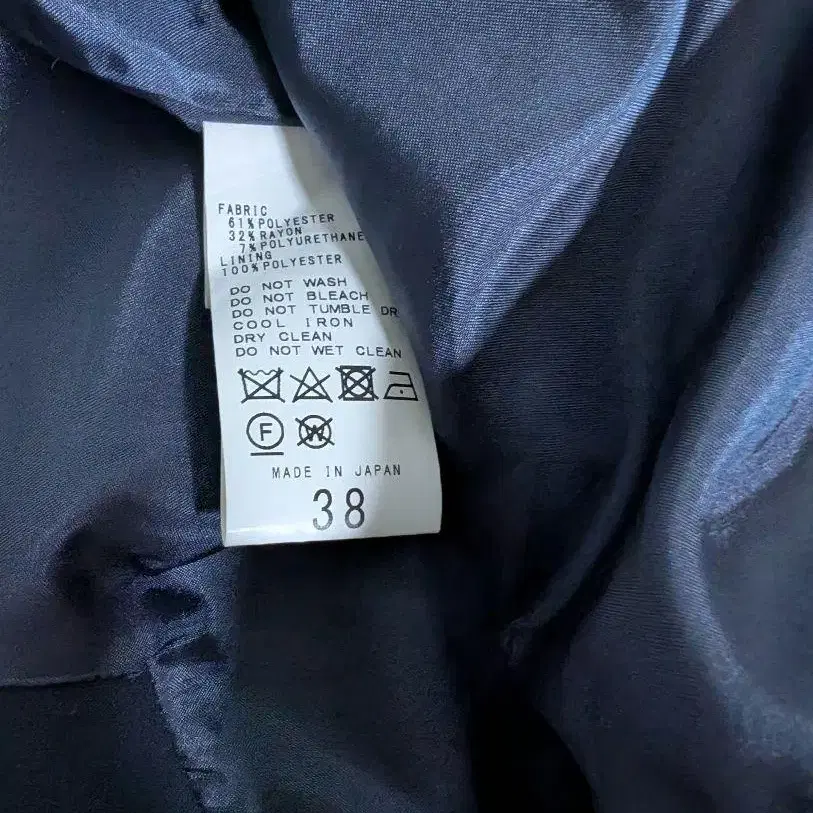 FABRIC
61%POLYESTER
32%RAYON
7%POLYURETHANE
LINING
100%POLYESTER
DO NOT WASH
DO NOT BLEACH
DO NOT TUMBLE DR
COOL IRON
DRY CLEAN
DO NOT WET CLEAN
F W
MADE IN JAPAN
38